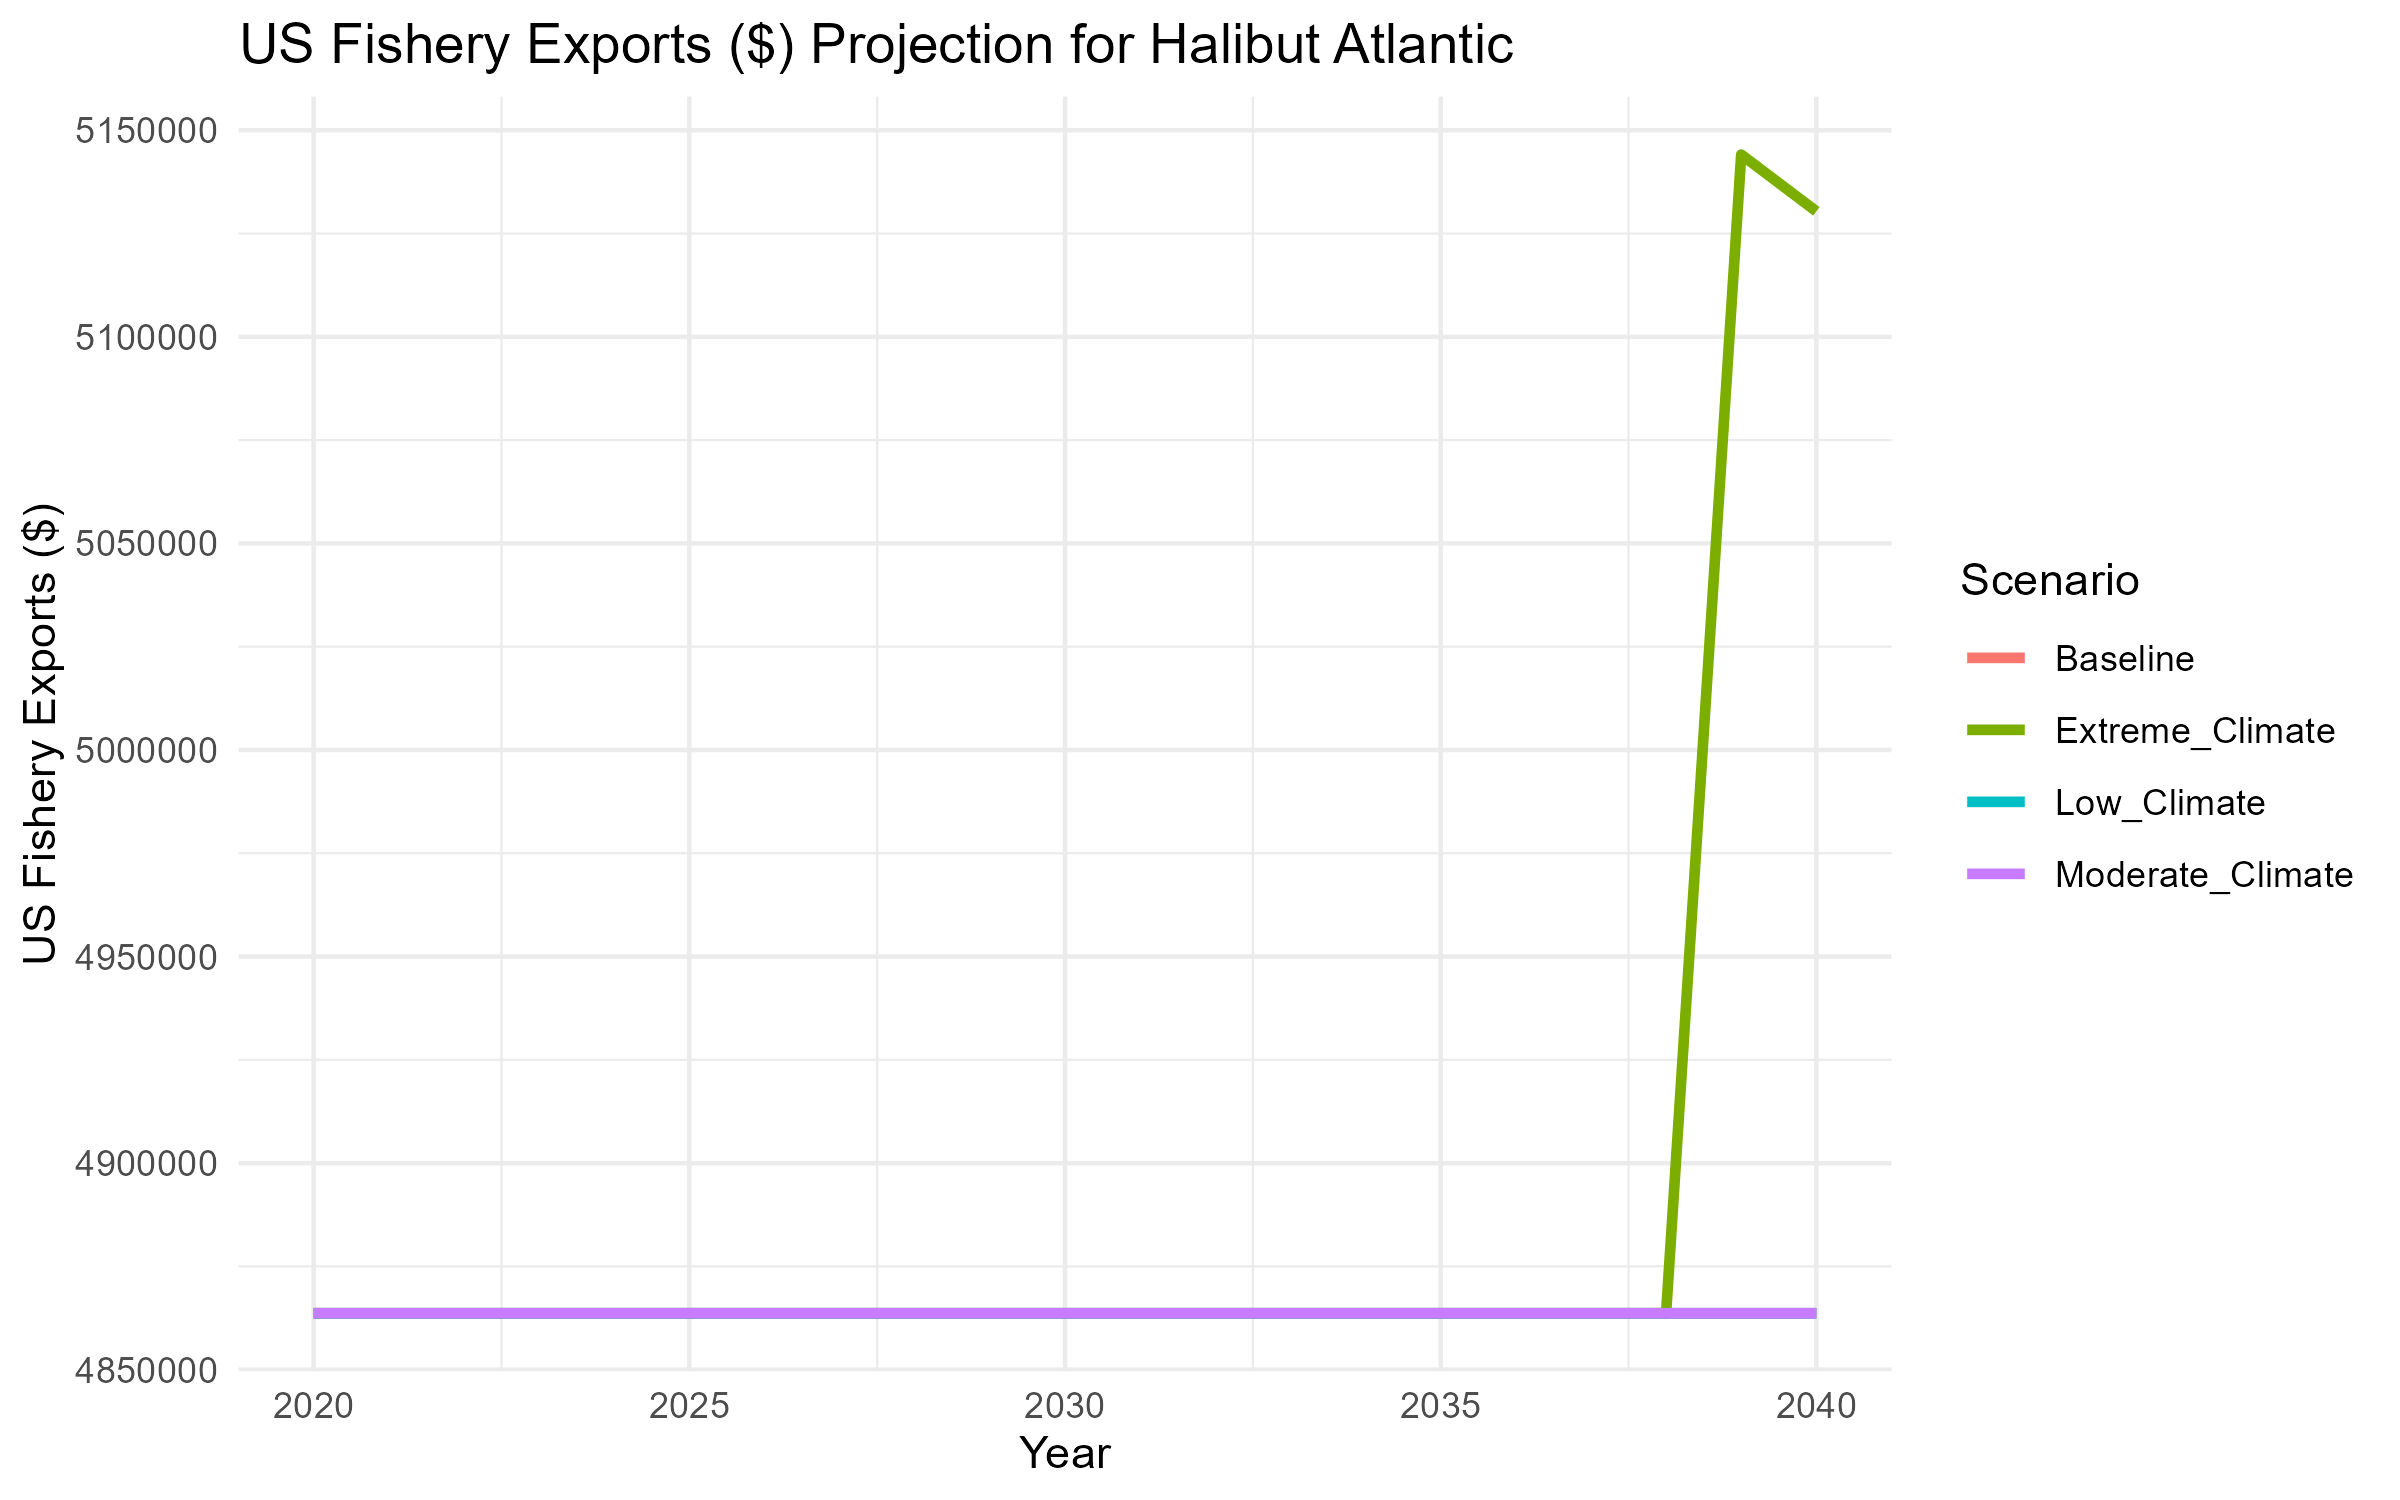 US Fishery Exports ($) Projection for Halibut Atlantic
US Fishery Exports ($)
5150000
5100000
5050000
5000000
4950000
4900000
4850000
2020 2025 2030 2035 2040
Year
Scenario
Baseline
Extreme_Climate
Low_Climate
Moderate_Climate